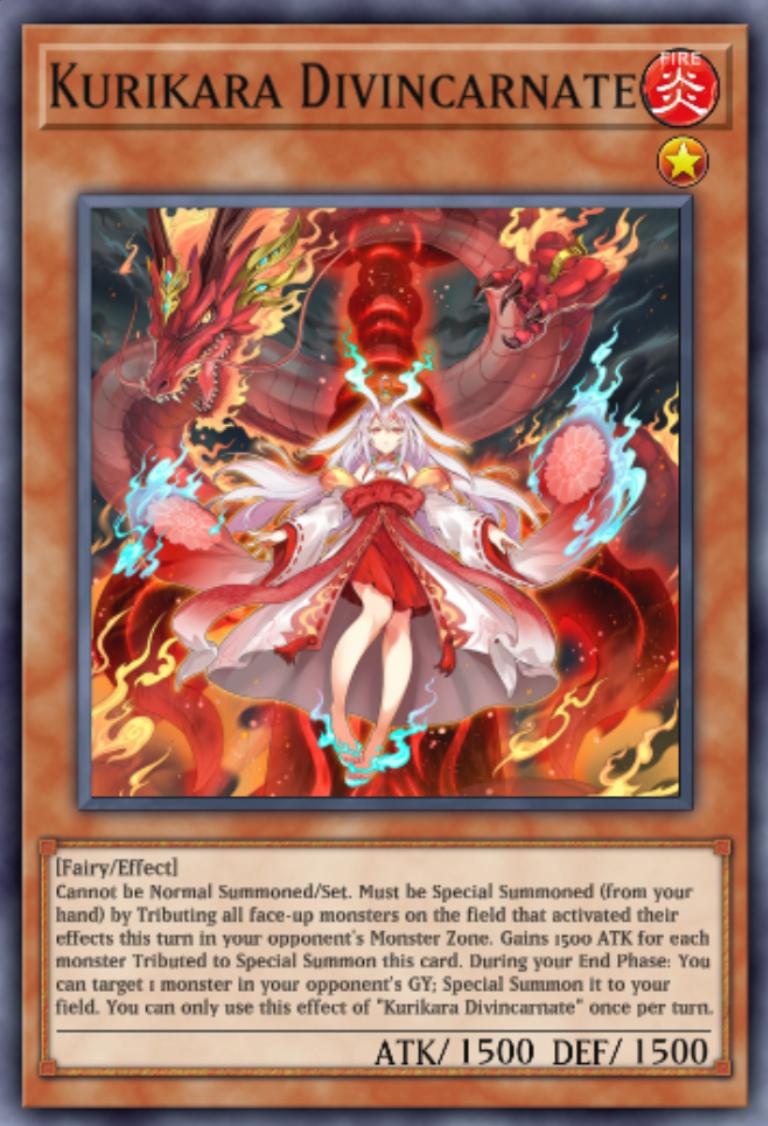 KURIKARA DIVINCARNATE
FIRE
炎
[Fairy/Effect]
Cannot be Normal Summoned/Set. Must be Special Summoned (from your
hand) by Tributing all face-up monsters on the field that activated their
effects this turn in your opponent's Monster Zone. Gains 1500 ATK for each
monster Tributed to Special Summon this card. During your End Phase: You
can target 1 monster in your opponent's GY; Special Summon it to your
field. You can only use this effect of "Kurikara Divincarnate" once per turn.
ATK/ 1500 DEF/ 1500